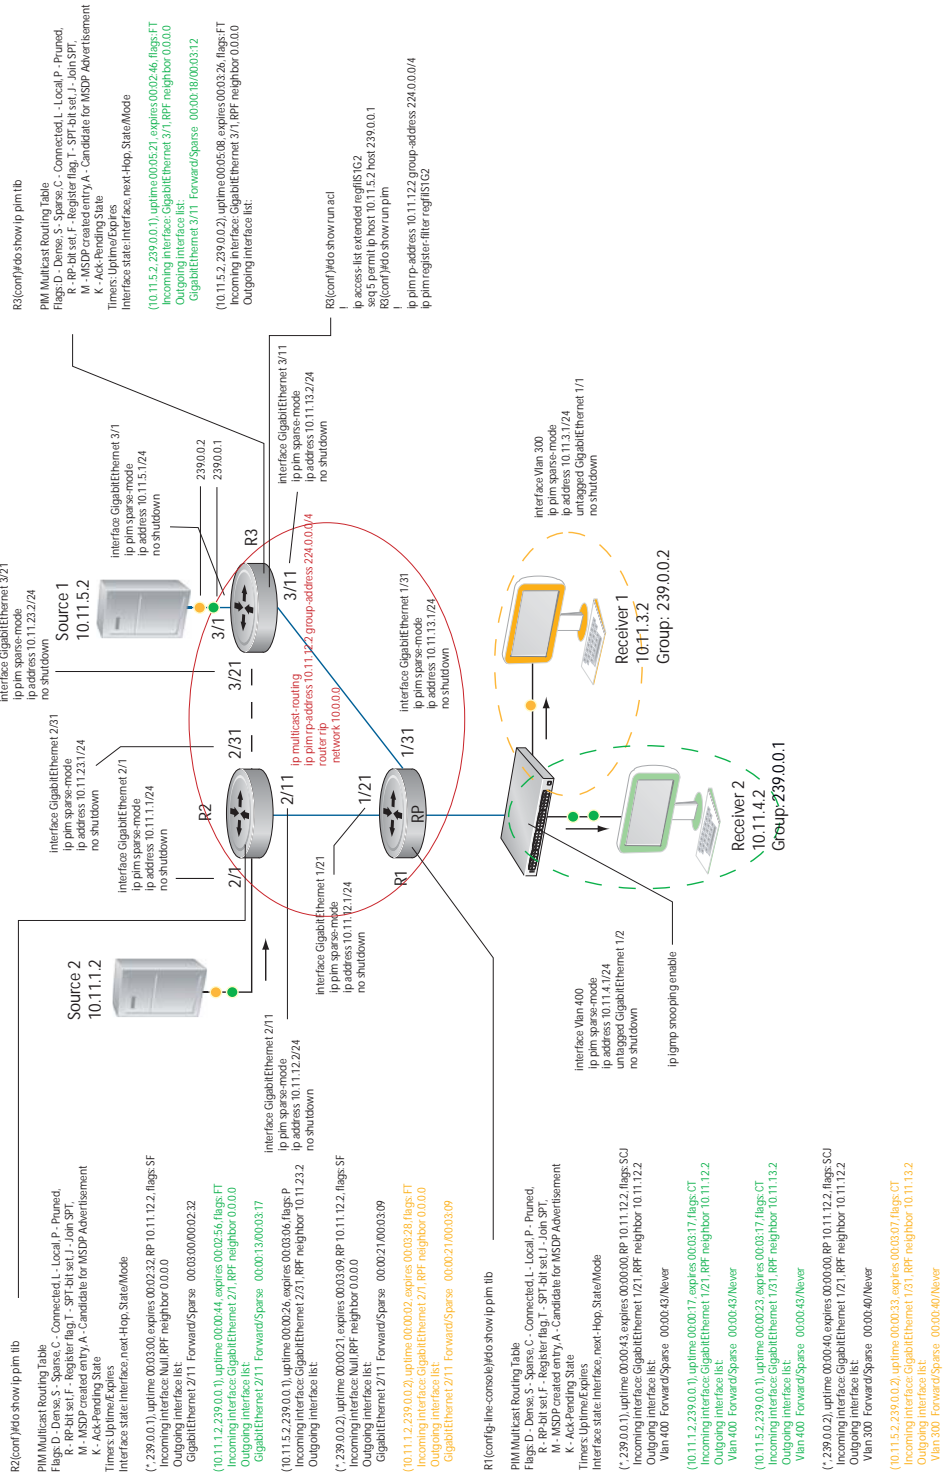 R2(conf)#do show ip pim tib
PIM Multicast Routing Table
Flags: D - Dense, S - Sparse, C - Connected, L - Local, P - Pruned,
R - RP-bit set, F - Register flag, T - SPT-bit set, J - Join SPT,
M - MSDP created entry, A - Candidate for MSDP Advertisement
K - Ack-Pending State
Timers: Uptime/Expires
Interface state: Interface, next-Hop, State/Mode
(*, 239.0.0.1), uptime 00:03:00, expires 00:02:32, RP 10.11.12.2, flags: SF
Incoming interface: Null, RPF neighbor 0.0.0.0
Outgoing interface list:
GigabitEthernet 2/11 Forward/Sparse 00:03:00/00:02:32
(10.11.1.2, 239.0.0.1), uptime 00:00:44, expires 00:02:56, flags: FT
Incoming interface: GigabitEthernet 2/1, RPF neighbor 0.0.0.0
Outgoing interface list:
GigabitEthernet 2/11 Forward/Sparse 00:00:13/00:03:17
(10.11.5.2, 239.0.0.1), uptime 00:00:26, expires 00:03:06, flags: P
Incoming interface: GigabitEthernet 2/31, RPF neighbor 10.11.23.2
Outgoing interface list:
(*, 239.0.0.2), uptime 00:00:21, expires 00:03:09, RP 10.11.12.2, flags: SF
Incoming interface: Null, RPF neighbor 0.0.0.0
Outgoing interface list:
GigabitEthernet 2/11 Forward/Sparse 00:00:21/00:03:09
(10.11.1.2, 239.0.0.2), uptime 00:00:02, expires 00:03:28, flags: FT
Incoming interface: GigabitEthernet 2/1, RPF neighbor 0.0.0.0
Outgoing interface list:
GigabitEthernet 2/11 Forward/Sparse 00:00:21/00:03:09
R1(config-line-console)#do show ip pim tib
PIM Multicast Routing Table
Flags: D - Dense, S - Sparse, C - Connected, L - Local, P - Pruned,
R - RP-bit set, F - Register flag, T - SPT-bit set, J - Join SPT,
M - MSDP created entry, A - Candidate for MSDP Advertisement
K - Ack-Pending State
Timers: Uptime/Expires
Interface state: Interface, next-Hop, State/Mode
(*, 239.0.0.1), uptime 00:00:43, expires 00:00:00, RP 10.11.12.2, flags: SCJ
Incoming interface: GigabitEthernet 1/21, RPF neighbor 10.11.12.2
Outgoing interface list:
Vlan 400 Forward/Sparse 00:00:43/Never
(10.11.1.2, 239.0.0.1), uptime 00:00:17, expires 00:03:17, flags: CT
Incoming interface: GigabitEthernet 1/21, RPF neighbor 10.11.12.2
Outgoing interface list:
Vlan 400 Forward/Sparse 00:00:43/Never
(10.11.5.2, 239.0.0.1), uptime 00:00:23, expires 00:03:17, flags: CT
Incoming interface: GigabitEthernet 1/31, RPF neighbor 10.11.13.2
Outgoing interface list:
Vlan 400 Forward/Sparse 00:00:43/Never
(*, 239.0.0.2), uptime 00:00:40, expires 00:00:00, RP 10.11.12.2, flags: SCJ
Incoming interface: GigabitEthernet 1/21, RPF neighbor 10.11.12.2
Outgoing interface list:
Vlan 300 Forward/Sparse 00:00:40/Never
(10.11.5.2, 239.0.0.2), uptime 00:00:33, expires 00:03:07, flags: CT
Incoming interface: GigabitEthernet 1/31, RPF neighbor 10.11.13.2
Outgoing interface list:
Vlan 300 Forward/Sparse 00:00:40/Never
Source 2
10.11.1.2
interface GigabitEthernet 2/11
ip pim sparse-mode
ip address 10.11.12.2/24
no shutdown
interface GigabitEthernet 2/31
ip pim sparse-mode
ip address 10.11.23.1/24
no shutdown
interface GigabitEthernet 2/1
ip pim sparse-mode
ip address 10.11.1.1/24
no shutdown
2/1
R2
2/31
2/11
interface GigabitEthernet 1/21
ip pim sparse-mode
ip address 10.11.12.1/24
no shutdown
1/21
R1
RP
1/31
interface GigabitEthernet 1/31
ip pim sparse-mode
ip address 10.11.13.1/24
no shutdown
ip multicast-routing
ip pim rp-address 10.11.12.2 group-address 224.0.0.0/4
router rip
network 10.0.0.0
interface GigabitEthernet 3/21
ip pim sparse-mode
ip address 10.11.23.2/24
no shutdown
Source 1
10.11.5.2
3/21
3/1
R3
3/11
interface GigabitEthernet 3/1
ip pim sparse-mode
ip address 10.11.5.1/24
no shutdown
239.0.0.2
239.0.0.1
interface GigabitEthernet 3/11
ip pim sparse-mode
ip address 10.11.13.2/24
no shutdown
interface Vlan 400
ip pim sparse-mode
ip address 10.11.4.1/24
untagged GigabitEthernet 1/2
no shutdown
ip igmp snooping enable
Receiver 2
10.11.4.2
Group: 239.0.0.1
Receiver 1
10.11.3.2
Group: 239.0.0.2
interface Vlan 300
ip pim sparse-mode
ip address 10.11.3.1/24
untagged GigabitEthernet 1/1
no shutdown
R3(conf)#do show ip pim tib
PIM Multicast Routing Table
Flags: D - Dense, S - Sparse, C - Connected, L - Local, P - Pruned,
R - RP-bit set, F - Register flag, T - SPT-bit set, J - Join SPT,
M - MSDP created entry, A - Candidate for MSDP Advertisement
K - Ack-Pending State
Timers: Uptime/Expires
Interface state: Interface, next-Hop, State/Mode
(10.11.5.2, 239.0.0.1), uptime 00:05:21, expires 00:02:46, flags: FT
Incoming interface: GigabitEthernet 3/1, RPF neighbor 0.0.0.0
Outgoing interface list:
GigabitEthernet 3/11 Forward/Sparse 00:00:18/00:03:12
(10.11.5.2, 239.0.0.2), uptime 00:05:08, expires 00:03:26, flags: FT
Incoming interface: GigabitEthernet 3/1, RPF neighbor 0.0.0.0
Outgoing interface list:
R3(conf)#do show run acl
!
ip access-list extended regfilS1G2
seq 5 permit ip host 10.11.5.2 host 239.0.0.1
R3(conf)#do show run pim
!
ip pim rp-address 10.11.12.2 group-address 224.0.0.0/4
ip pim register-filter regfilS1G2